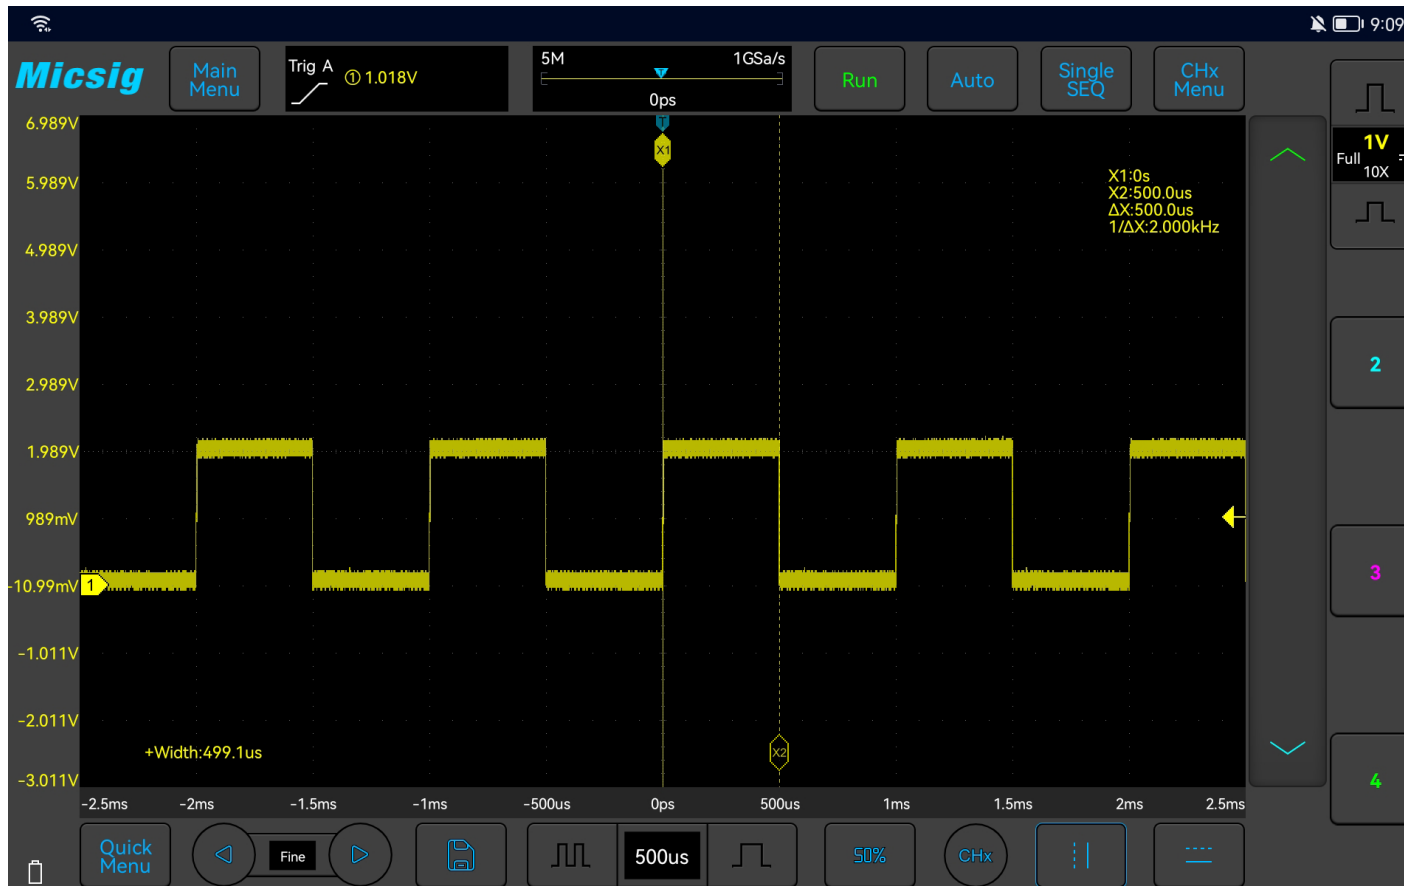 9:09
Micsig
Main
Menu
Trig A
① 1.018V
5M
1GSa/s
0ps
Run
Auto
Single
SEQ
CHx
Menu
6.989V
5.989V
4.989V
3.989V
2.989V
1.989V
989mV
-10.99mV
-1.011V
-2.011V
-3.011V
T
T
X1
X1:0s
X2:500.0us
ΔX:500.0us
1/ΔX:2.000kHz
1V
Full
10X
2
3
4
1
+Width:499.1us
X2
-2.5ms
-2ms
-1.5ms
-1ms
-500us
0ps
500us
1ms
1.5ms
2ms
2.5ms
Quick
Menu
Fine
500us
50%
CHx